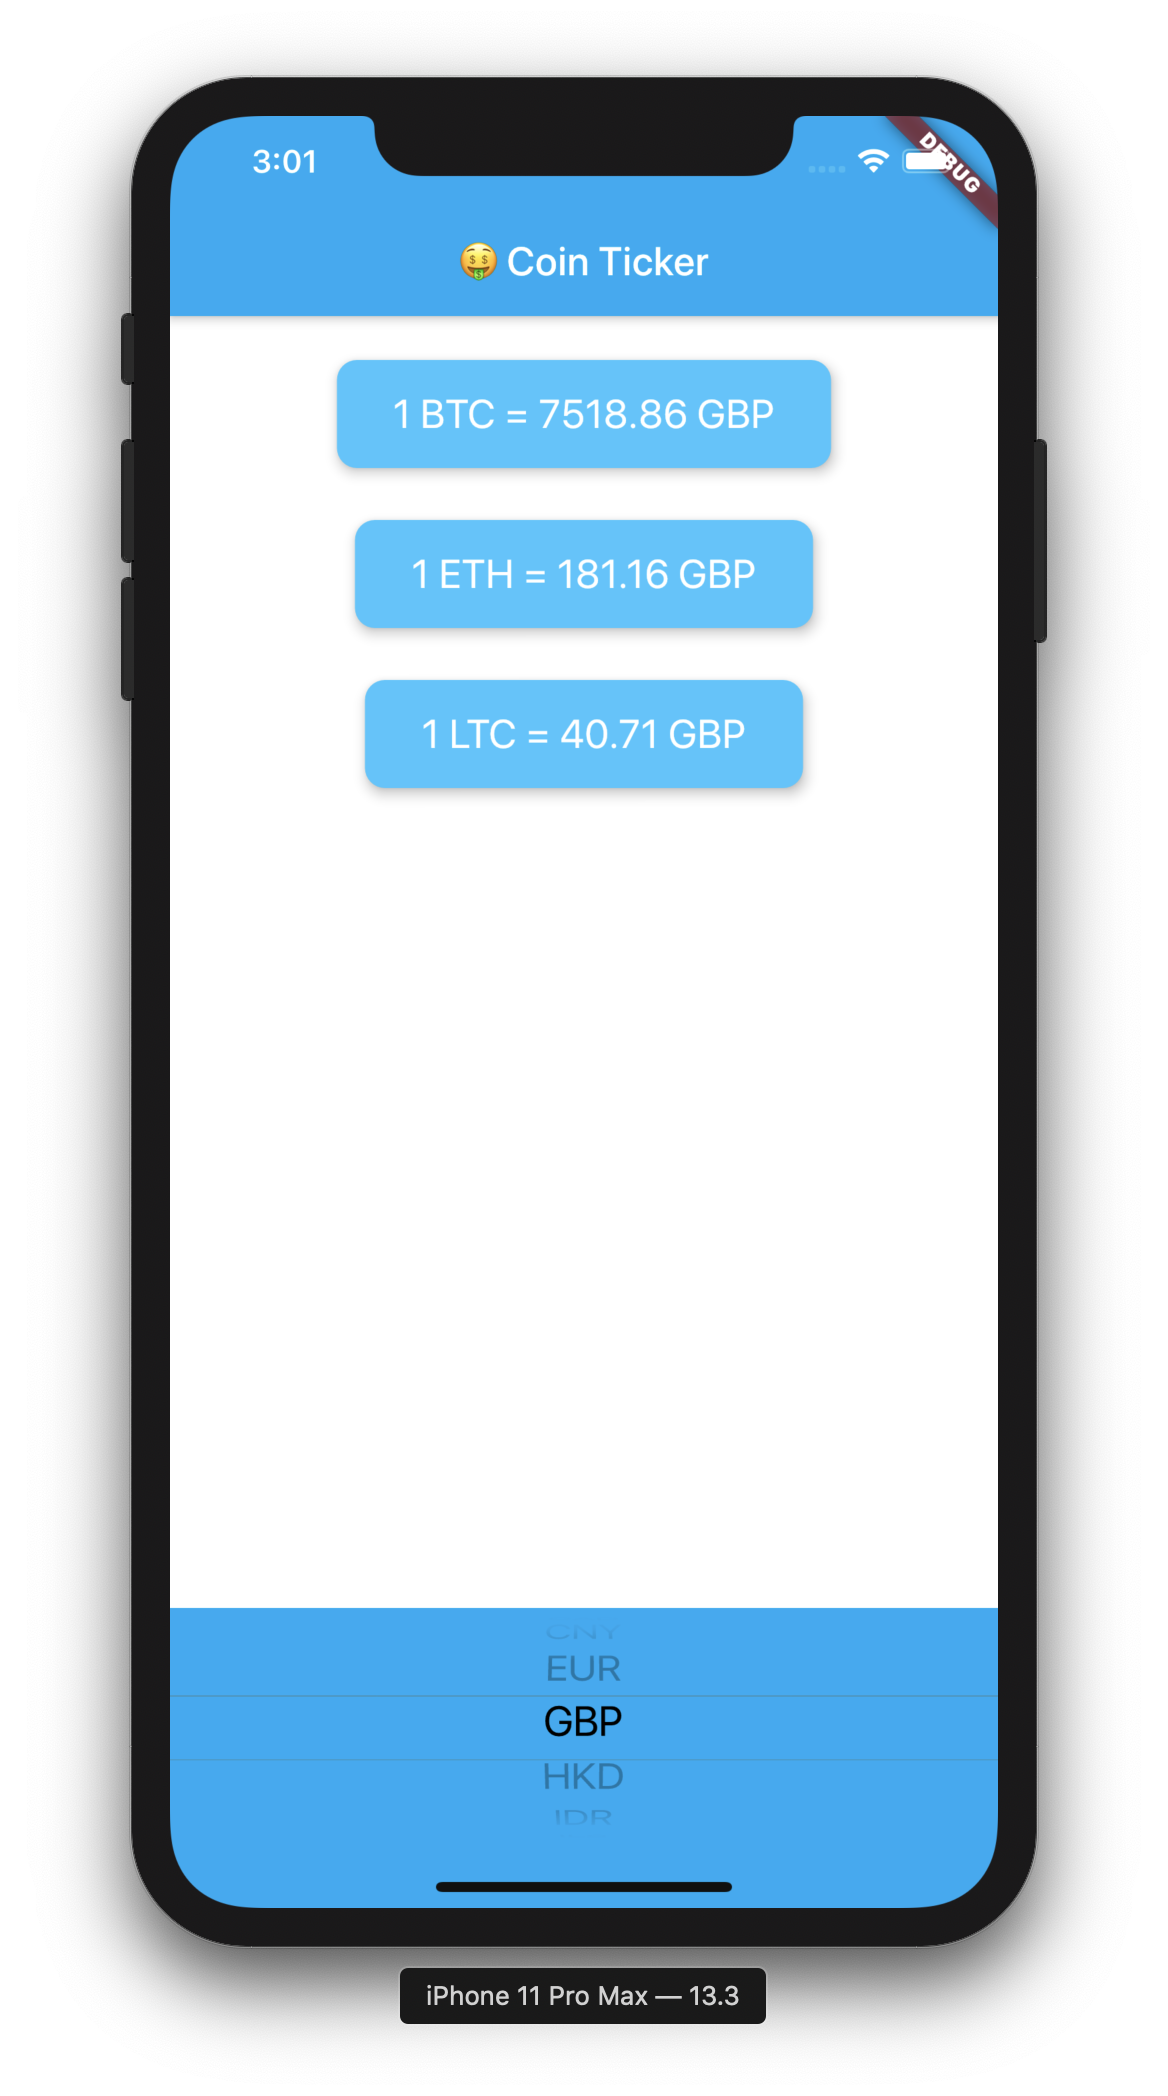 3:01
DEBUG
🤑 Coin Ticker
1 BTC = 7518.86 GBP
1 ETH = 181.16 GBP
1 LTC = 40.71 GBP
CNY
EUR
GBP
HKD
IDR
iPhone 11 Pro Max — 13.3